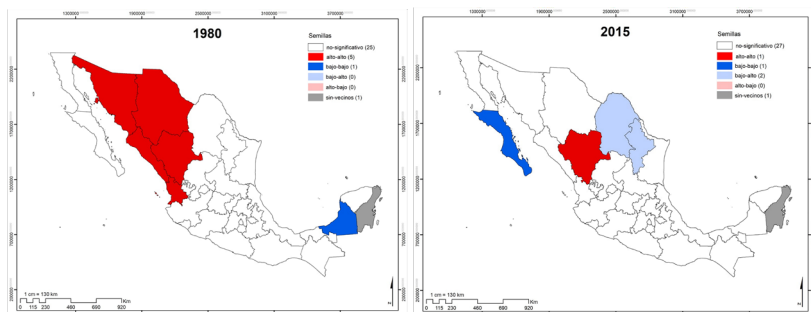 1300000 1900000 2500000 3100000 3700000
1980
Semillas
no-significativo (25)
alto-alto (5)
bajo-bajo (1)
bajo-alto (0)
alto-bajo (0)
sin-vecinos (1)
2200000
1700000
1200000
700000
200000
1 cm = 130 km
Km
0 115 230 460 690 920
1300000 1900000 2500000 3100000 3700000
2015
Semillas
no-significativo (27)
alto-alto (1)
bajo-bajo (1)
bajo-alto (2)
alto-bajo (0)
sin-vecinos (1)
2200000
1700000
1200000
700000
200000
1 cm = 130 km
Km
0 115 230 460 690 920